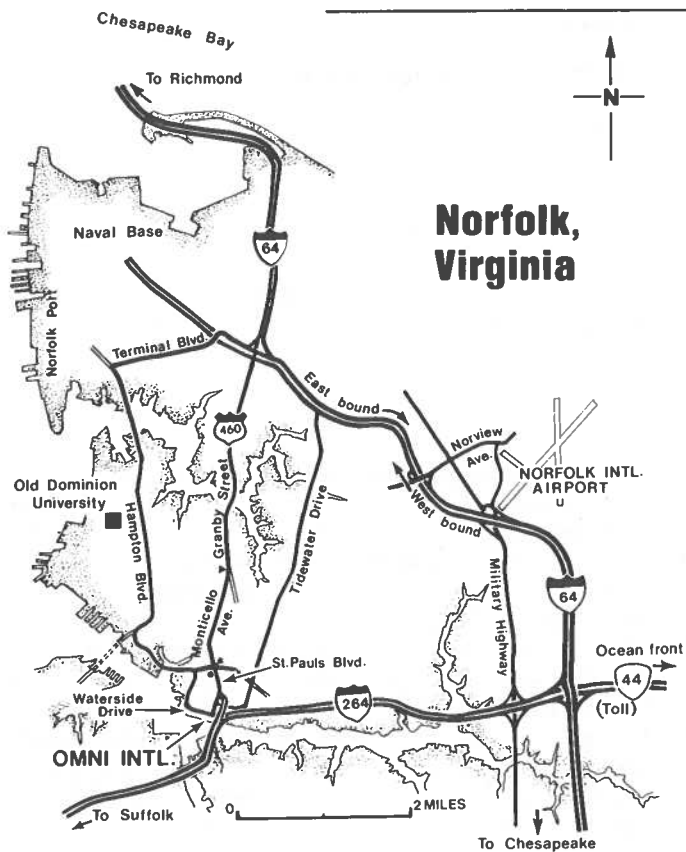 Chesapeake Bay
To Richmond
N
Naval Base
64
Norfolk,
Virginia
Norfolk Port
Terminal Blvd.
East bound
460
Norview
Ave.
NORFOLK INTL.
AIRPORT
Old Dominion
University
Hampton Blvd.
Granby Street
Tidewater Drive
West bound
Monticello
Ave.
Military Highway
64
Ocean front
St.Pauls Blvd.
44
(Toll)
Waterside
Drive
264
OMNI INTL.
To Suffolk
0
2 MILES
To Chesapeake